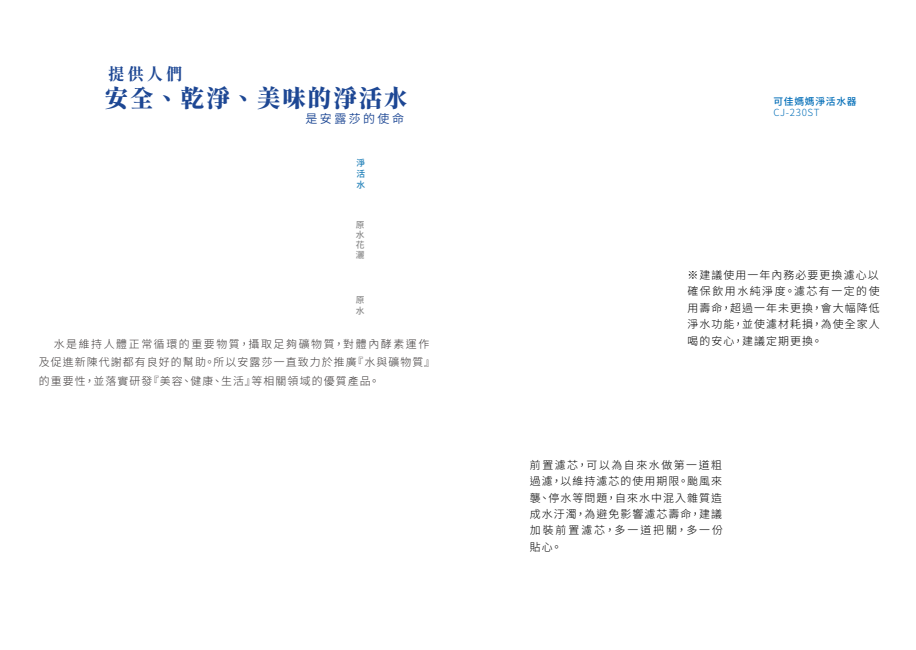 提供人們
安全、乾淨、美味的淨活水
是安露莎的使命
淨活水
原水花灑
原水
水是維持人體正常循環的重要物質，攝取足夠礦物質，對體內酵素運作
及促進新陳代謝都有良好的幫助。所以安露莎一直致力於推廣『水與礦物質』
的重要性，並落實研發『美容、健康、生活』等相關領域的優質產品。
可佳媽媽淨活水器
CJ-230ST
※建議使用一年內務必要更換濾心以
確保飲用水純淨度。濾芯有一定的使
用壽命，超過一年未更換，會大幅降低
淨水功能，並使濾材耗損，為使全家人
喝的安心，建議定期更換。
前置濾芯，可以為自來水做第一道粗
過濾，以維持濾芯的使用期限。颱風來
襲、停水等問題，自來水中混入雜質造
成水汙濁，為避免影響濾芯壽命，建議
加裝前置濾芯，多一道把關，多一份
貼心。